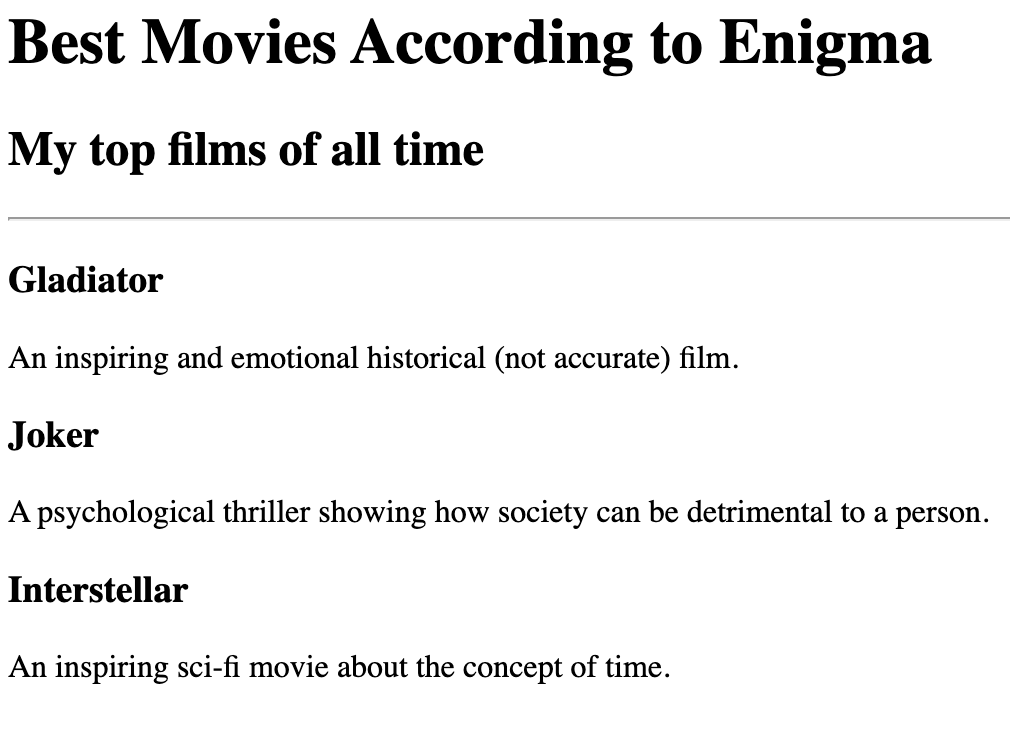 Best Movies According to Enigma
My top films of all time
Gladiator
An inspiring and emotional historical (not accurate) film.
Joker
A psychological thriller showing how society can be detrimental to a person.
Interstellar
An inspiring sci-fi movie about the concept of time.